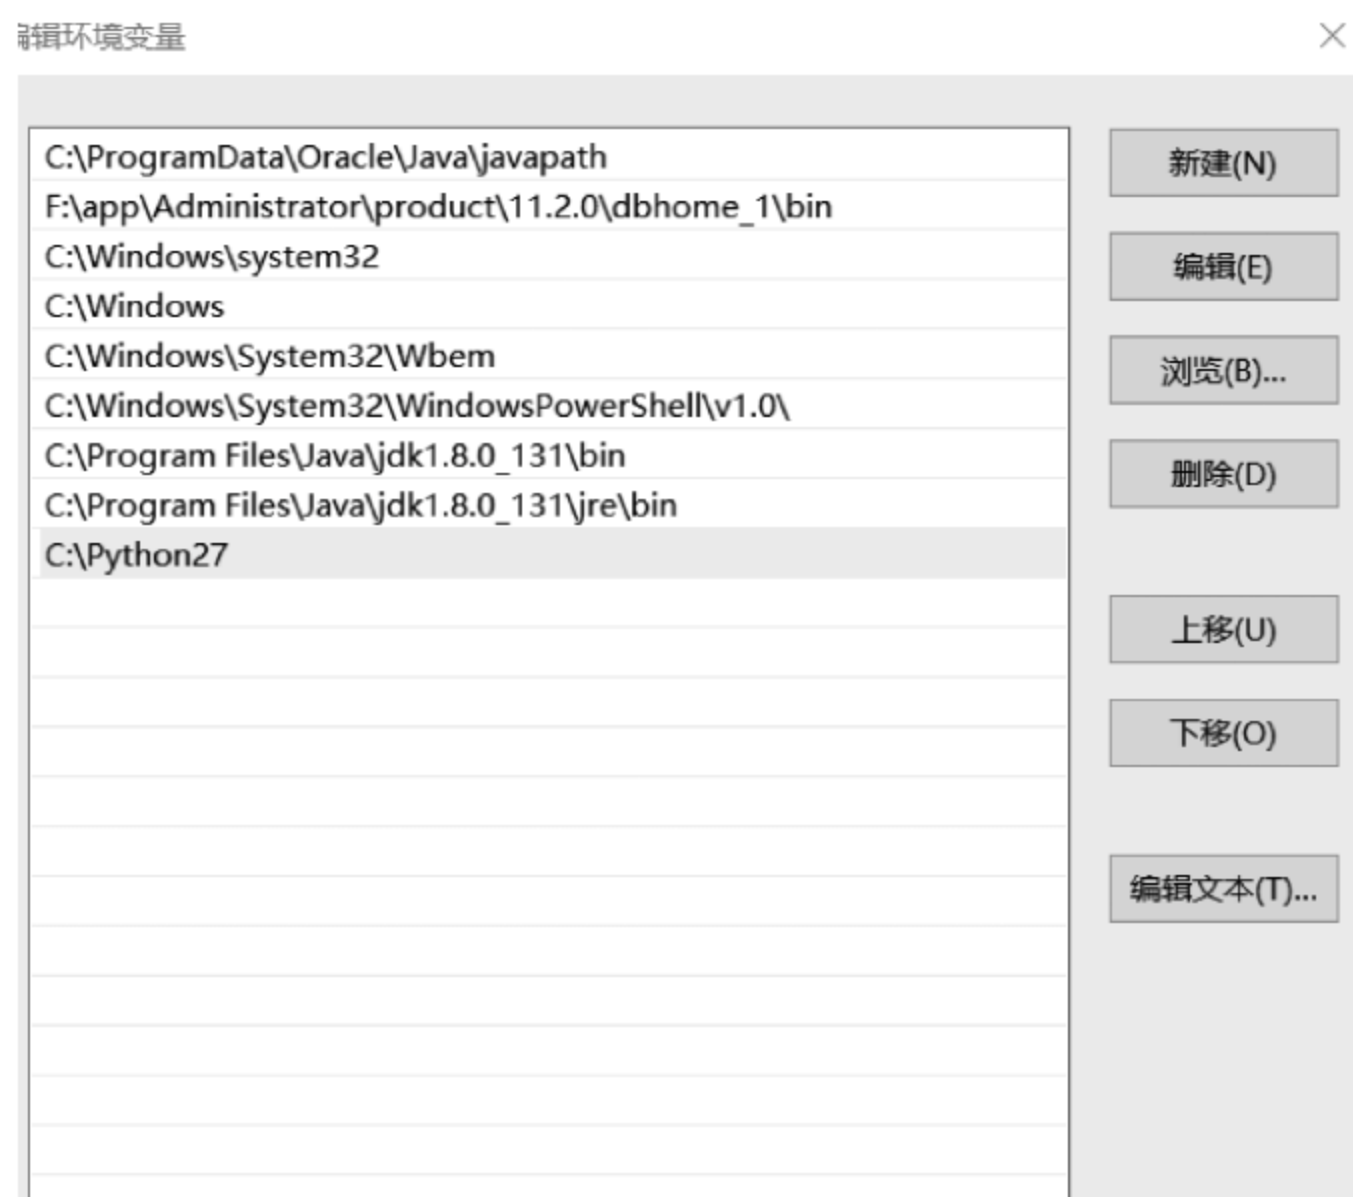 编辑环境变量
C:\ProgramData\Oracle\Java\javapath
F:\app\Administrator\product\11.2.0\dbhome_1\bin
C:\Windows\system32
C:\Windows
C:\Windows\System32\Wbem
C:\Windows\System32\WindowsPowerShell\v1.0\
C:\Program Files\Java\jdk1.8.0_131\bin
C:\Program Files\Java\jdk1.8.0_131\jre\bin
C:\Python27
新建(N)
编辑(E)
浏览(B)...
删除(D)
上移(U)
下移(O)
编辑文本(T)...